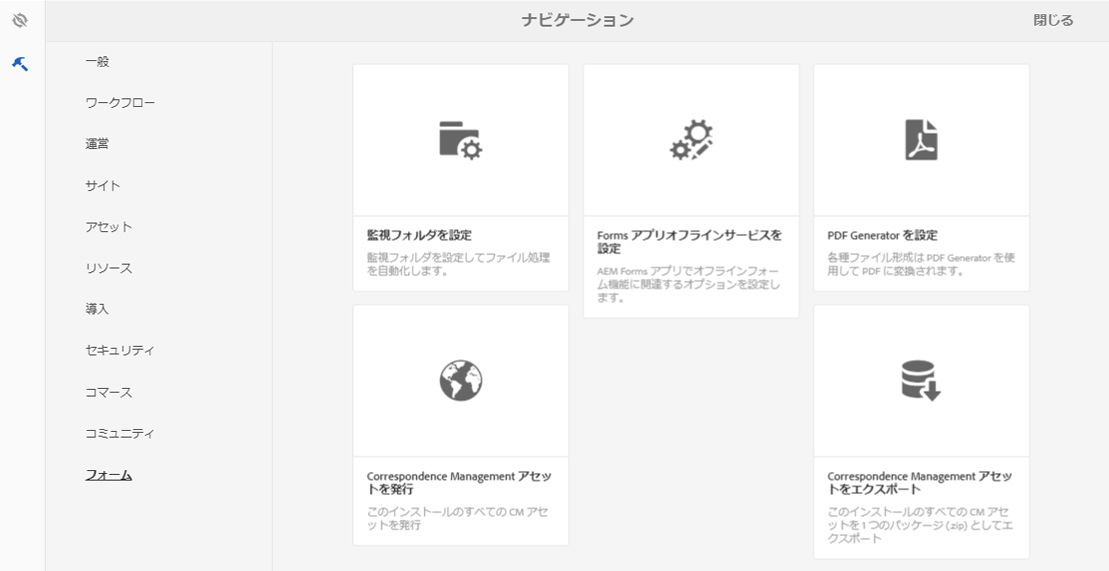 ナビゲーション
閉じる
一般
ワークフロー
運営
サイト
アセット
リソース
導入
セキュリティ
コマース
コミュニティ
フォーム
監視フォルダを設定
監視フォルダを設定してファイル処理
を自動化します。
Forms アプリオフラインサービスを
設定
AEM Forms アプリでオフラインフォー
ム機能に関連するオプションを設定し
ます。
PDF Generator を設定
各種ファイル形成は PDF Generator を使
用して PDF に変換されます。
Correspondence Management アセッ
トを発行
このインストールのすべての CM アセ
ットを発行
Correspondence Management アセッ
トをエクスポート
このインストールのすべての CM アセ
ットを 1 つのパッケージ (.zip) としてエ
クスポート